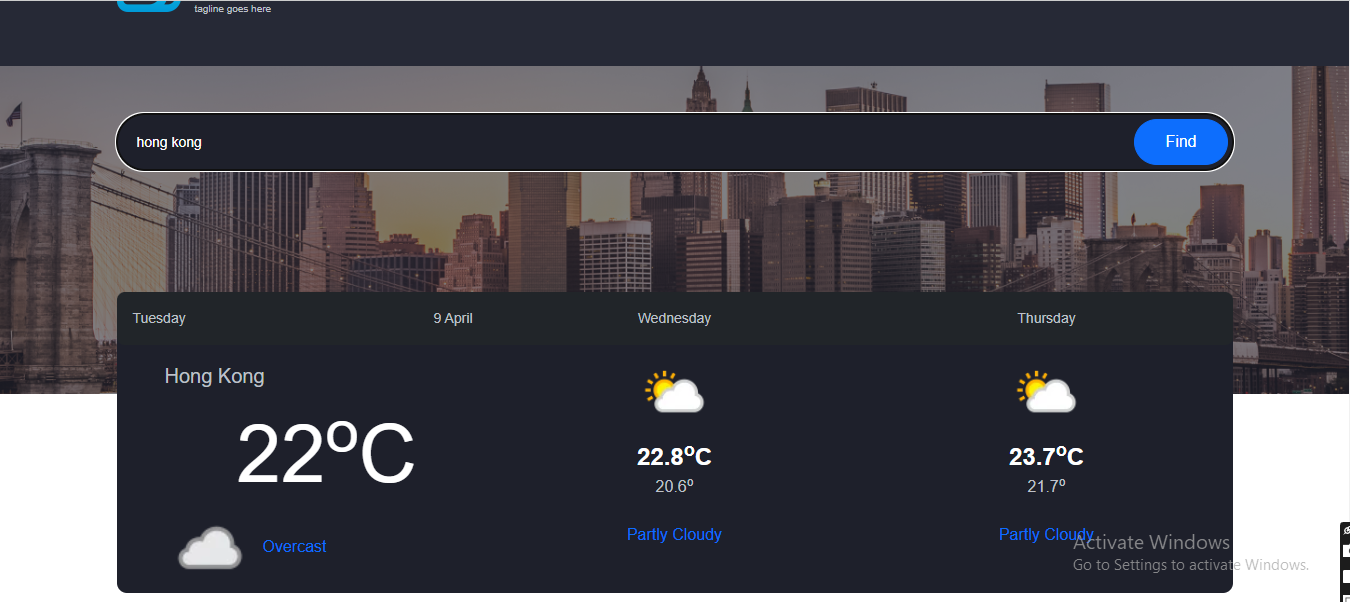 tagline goes here
hong kong
Find
Tuesday
9 April
Wednesday
Thursday
Hong Kong
22°C
22.8°C
20.6°
Partly Cloudy
23.7°C
21.7°
Partly Cloudy
Overcast
Activate Windows
Go to Settings to activate Windows.